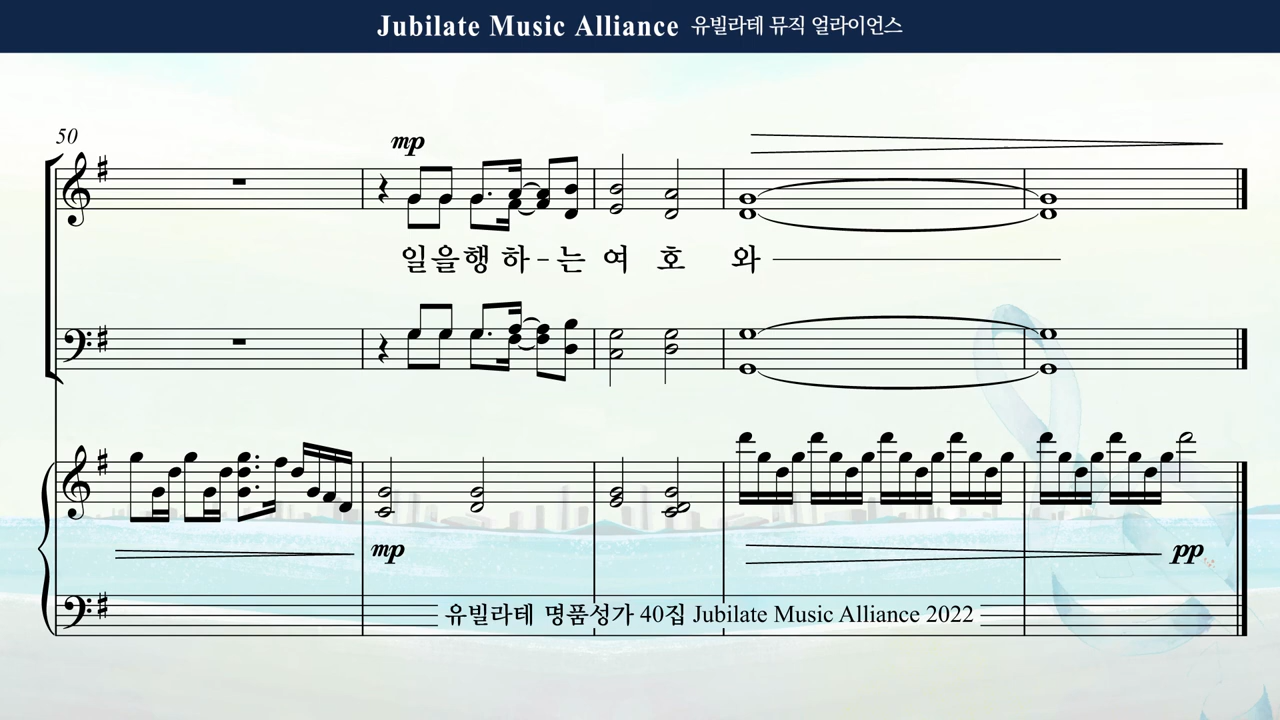 Jubilate Music Alliance 유빌라테 뮤직 얼라이언스
50
mp
일을행 하-는 여 호 와
mp
pp
유빌라테 명품성가 40집 Jubilate Music Alliance 2022